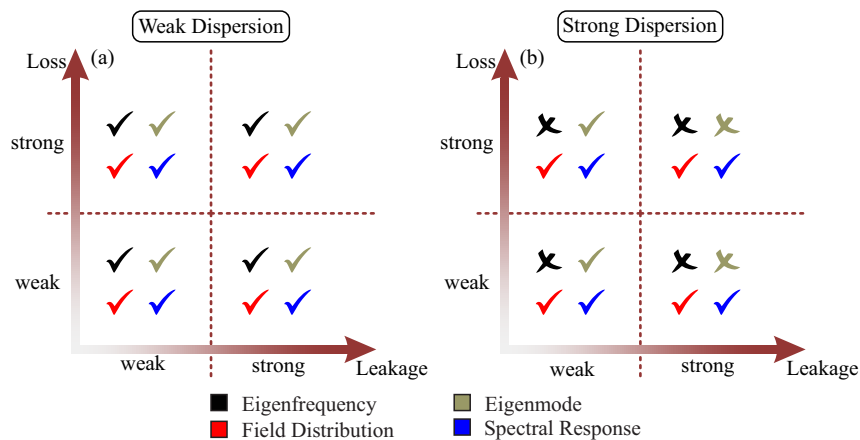 Weak Dispersion
Strong Dispersion
Loss
(a)
strong
weak
weak
strong
Leakage
Loss
(b)
strong
weak
weak
strong
Leakage
Eigenfrequency
Eigenmode
Field Distribution
Spectral Response